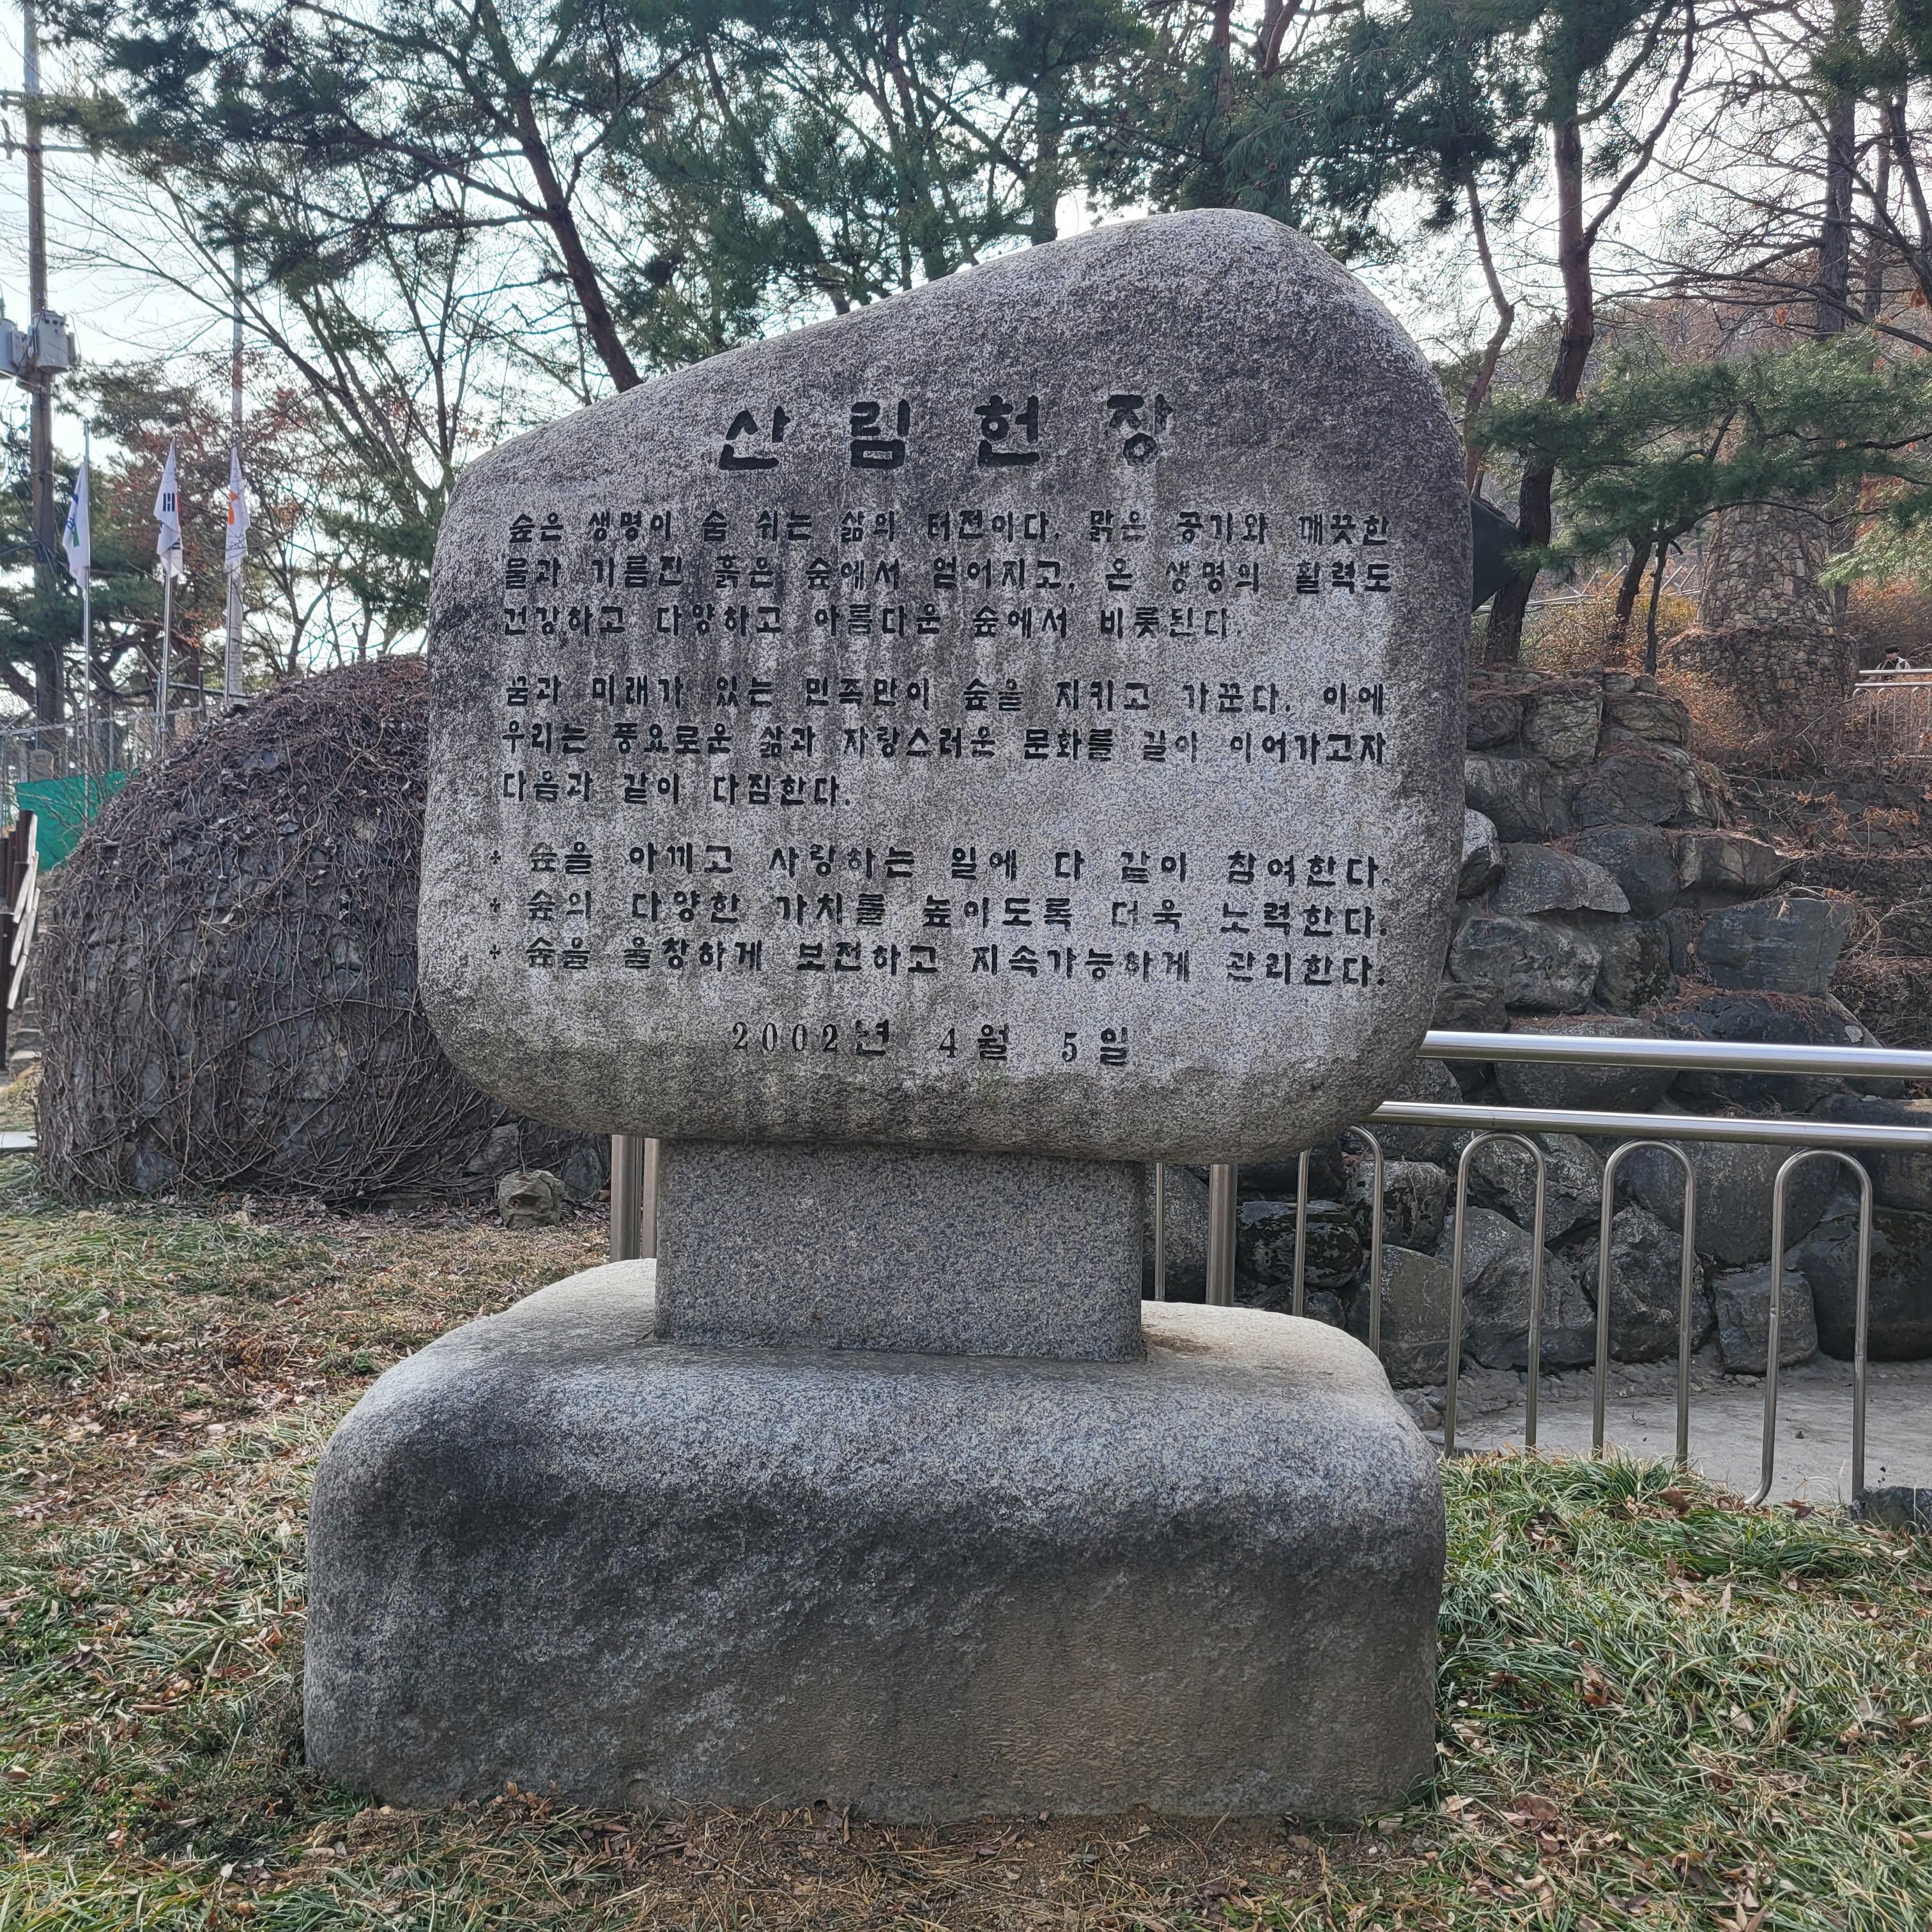 산림헌장
숲은 생명이 숨 쉬는 삶의 터전이다. 맑은 공기와 깨끗한
물과 기름진 흙은 숲에서 얻어지고, 온 생명의 활력도
건강하고 다양하고 아름다운 숲에서 비롯된다.
꿈과 미래가 있는 민족만이 숲을 지키고 가꾼다. 이에
우리는 풍요로운 삶과 자랑스러운 문화를 길이 이어가고자
다음과 같이 다짐한다.
+ 숲을 아끼고 사랑하는 일에 다 같이 참여한다.
+ 숲의 다양한 가치를 높이도록 더욱 노력한다.
+ 숲을 울창하게 보전하고 지속가능하게 관리한다.
2002년 4월 5일